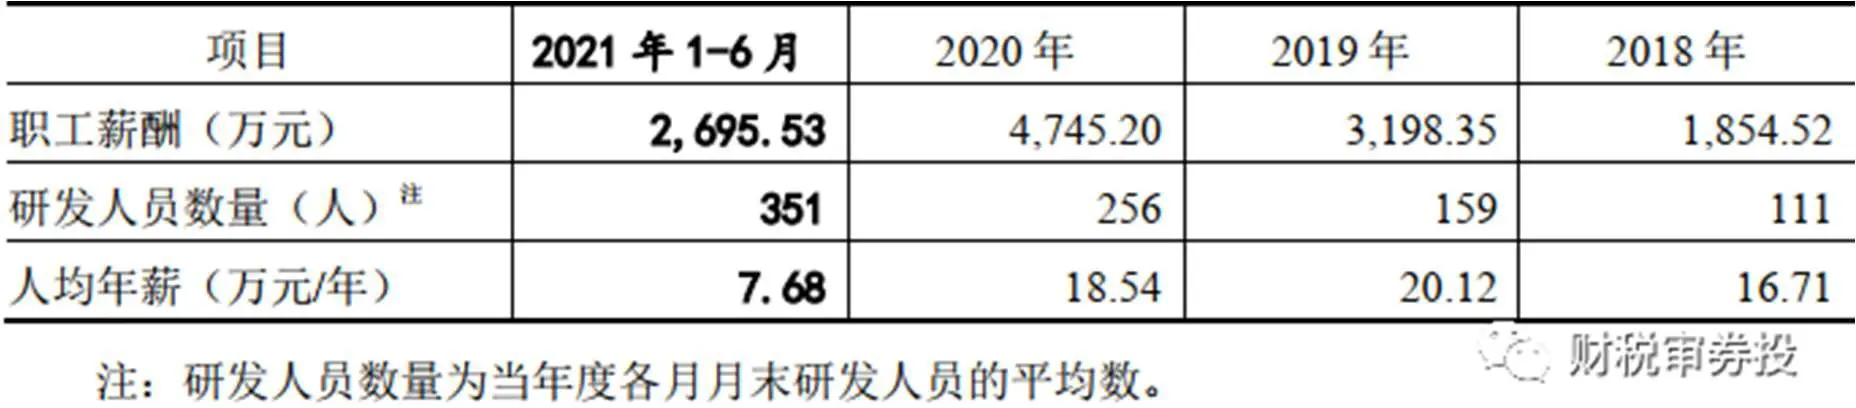 项目 2021 年 1-6 月 2020 年 2019 年 2018 年
职工薪酬（万元） 2,695.53 4,745.20 3,198.35 1,854.52
研发人员数量（人）注 351 256 159 111
人均年薪（万元/年） 7.68 18.54 20.12 16.71
注：研发人员数量为当年度各月月末研发人员的平均数。
财税审券投